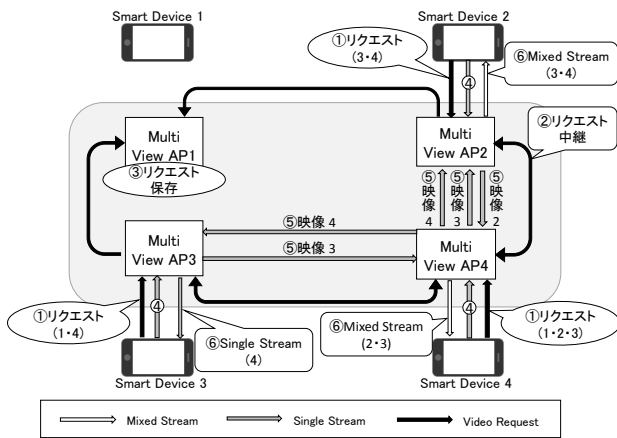 Smart Device 1
Smart Device 2
①リクエスト
(3・4)
④
⑥Mixed Stream
(3・4)
Multi
View AP1
③リクエスト
保存
Multi
View AP2
②リクエスト
中継
⑤映像 4
⑤映像 3
⑤映像 2
⑤映像 4
⑤映像 3
Multi
View AP3
Multi
View AP4
①リクエスト
(1・4)
④
⑥Single Stream
(4)
⑥Mixed Stream
(2・3)
④
①リクエスト
(1・2・3)
Smart Device 3
Smart Device 4
Mixed Stream
Single Stream
Video Request